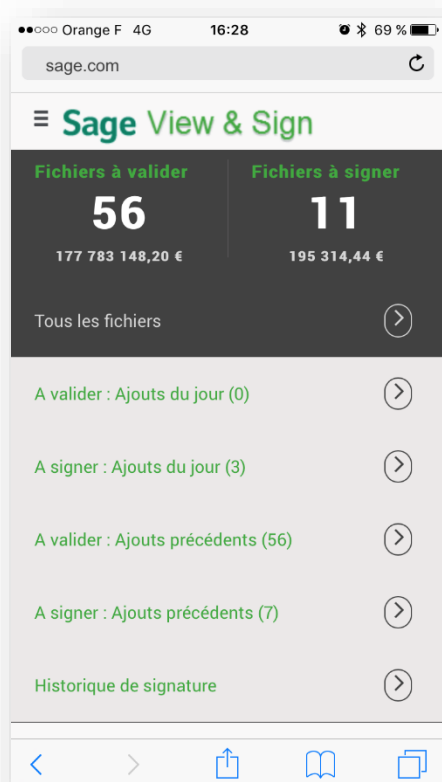 Orange F 4G 16:28 69 %
sage.com
Sage View & Sign
Fichiers à valider Fichiers à signer
56 11
177 783 148,20 € 195 314,44 €
Tous les fichiers
A valider : Ajouts du jour (0)
A signer : Ajouts du jour (3)
A valider : Ajouts précédents (56)
A signer : Ajouts précédents (7)
Historique de signature